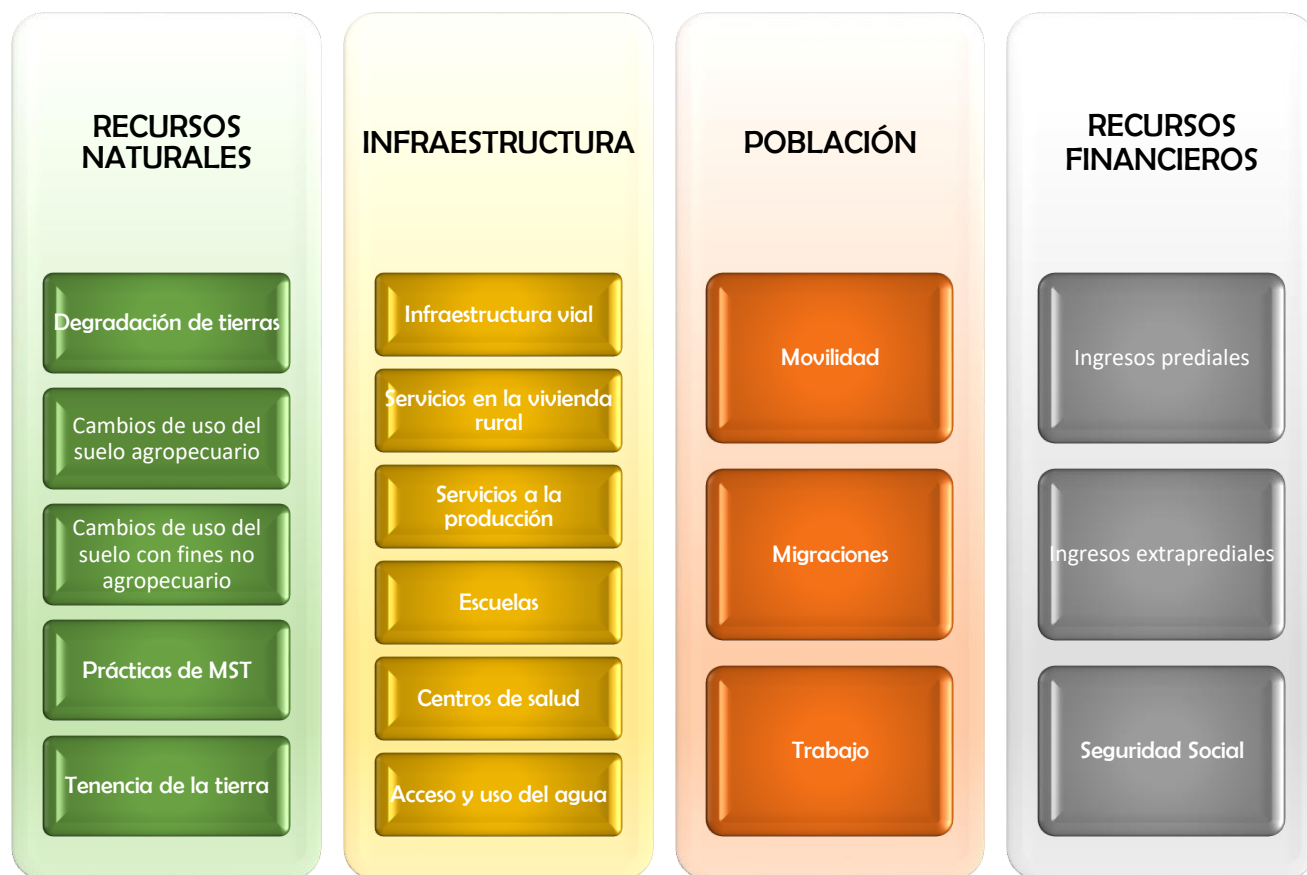 RECURSOS
NATURALES
Degradación de tierras
Cambios de uso del
suelo agropecuario
Cambios de uso del
suelo con fines no
agropecuario
Prácticas de MST
Tenencia de la tierra
INFRAESTRUCTURA
Infraestructura vial
Servicios en la vivienda
rural
Servicios a la
producción
Escuelas
Centros de salud
Acceso y uso del agua
POBLACIÓN
Movilidad
Migraciones
Trabajo
RECURSOS
FINANCIEROS
Ingresos prediales
Ingresos extraprediales
Seguridad Social